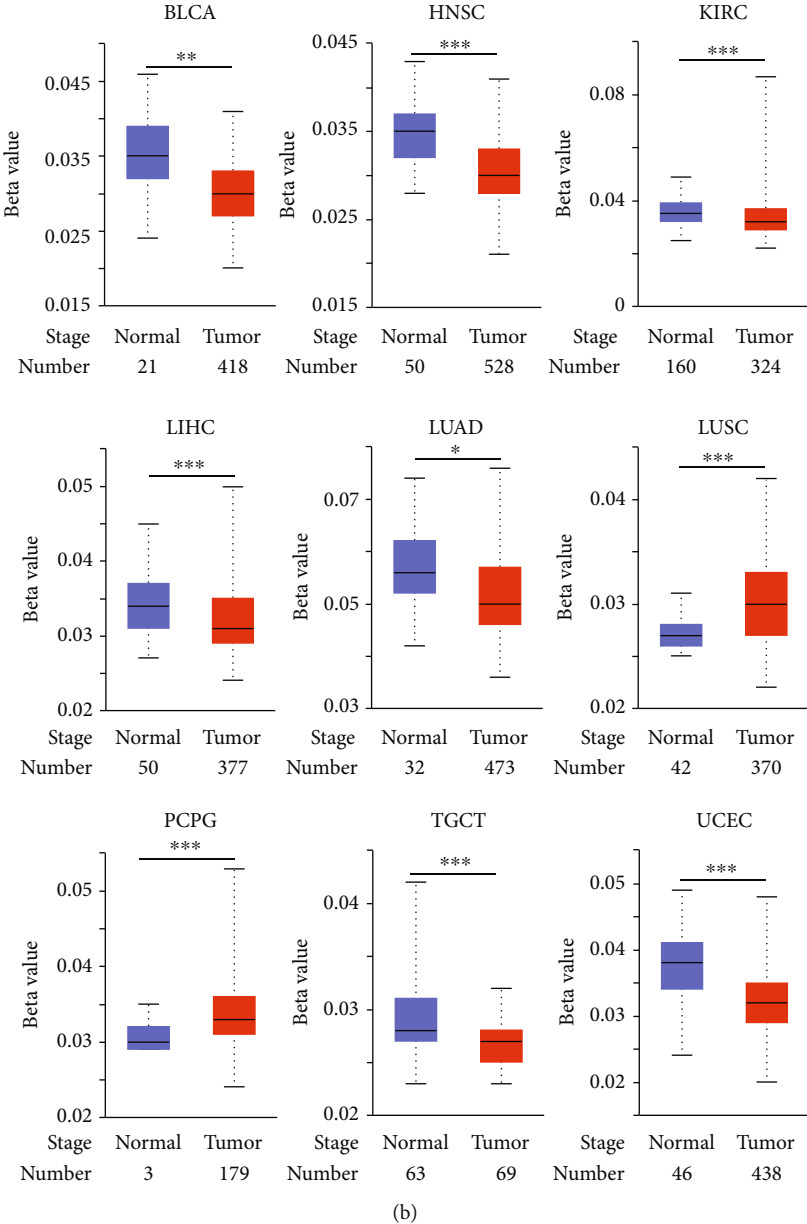 BLCA HNSC KIRC
** *** ***
Beta value Beta value Beta value
0.045 0.045 0.08
0.035 0.035 0.04
0.025 0.025 0
0.015 0.015
Stage Normal Tumor Stage Normal Tumor Stage Normal Tumor
Number 21 418 Number 50 528 Number 160 324
LIHC LUAD LUSC
*** * ***
Beta value Beta value Beta value
0.05 0.07 0.04
0.04 0.05 0.03
0.03 0.03 0.02
0.02
Stage Normal Tumor Stage Normal Tumor Stage Normal Tumor
Number 50 377 Number 32 473 Number 42 370
PCPG TGCT UCEC
*** *** ***
Beta value Beta value Beta value
0.05 0.04 0.05
0.04 0.03 0.04
0.03 0.02 0.03
0.02 0.02
Stage Normal Tumor Stage Normal Tumor Stage Normal Tumor
Number 3 179 Number 63 69 Number 46 438
(b)